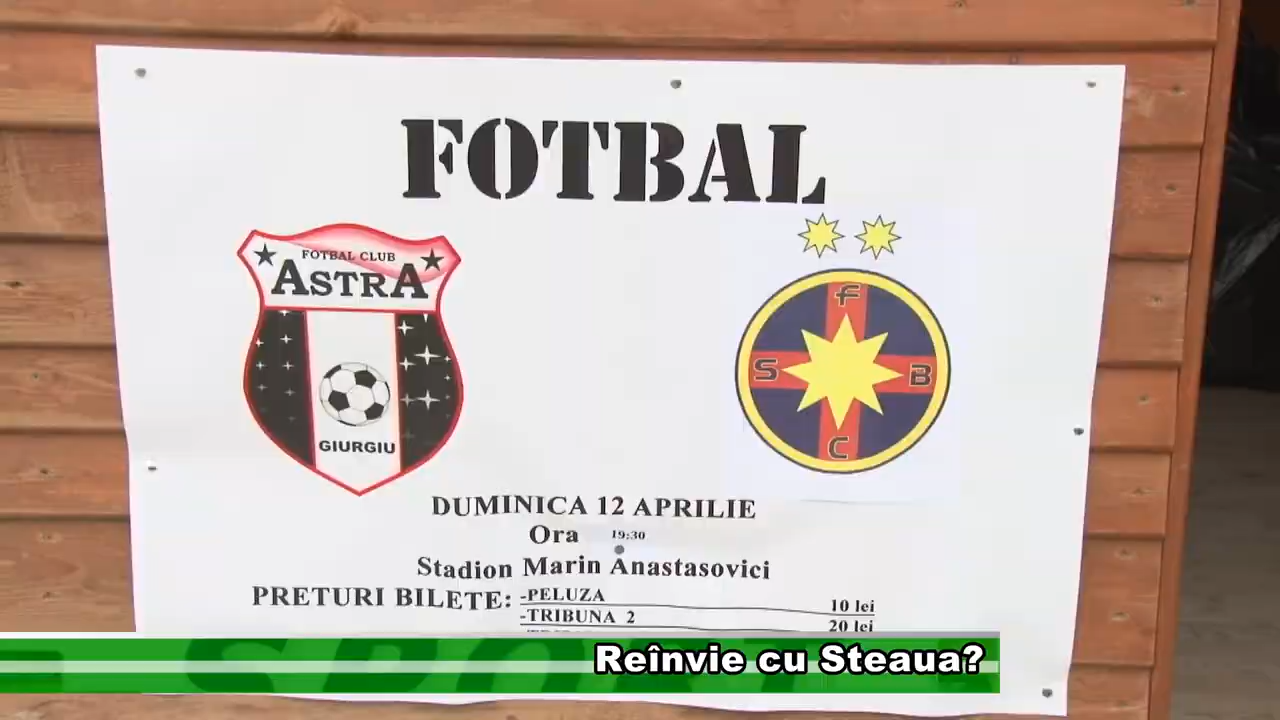 FOTBAL
FOTBAL CLUB
ASTRA
GIURGIU
F
S B
C
DUMINICA 12 APRILIE
Ora 19:30
Stadion Marin Anastasovici
PRETURI BILETE: -PELUZA 10 lei
-TRIBUNA 2 20 lei
Reînvie cu Steaua?
SPORT